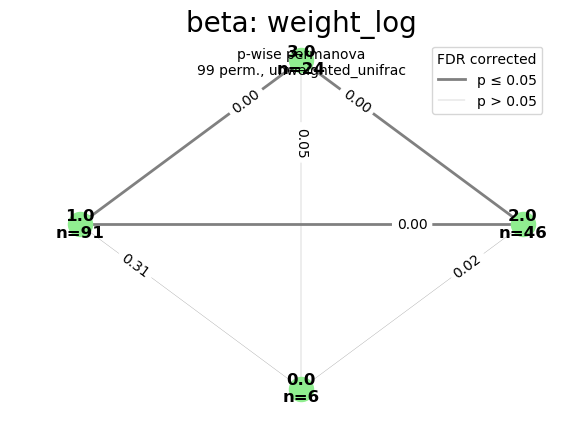 beta: weight_log
p-wise permanova
99 perm., unweighted_unifrac
3.0
n=24
FDR corrected
p ≤ 0.05
p > 0.05
0.00
0.00
0.05
1.0
n=91
0.00
2.0
n=46
0.31
0.02
0.0
n=6